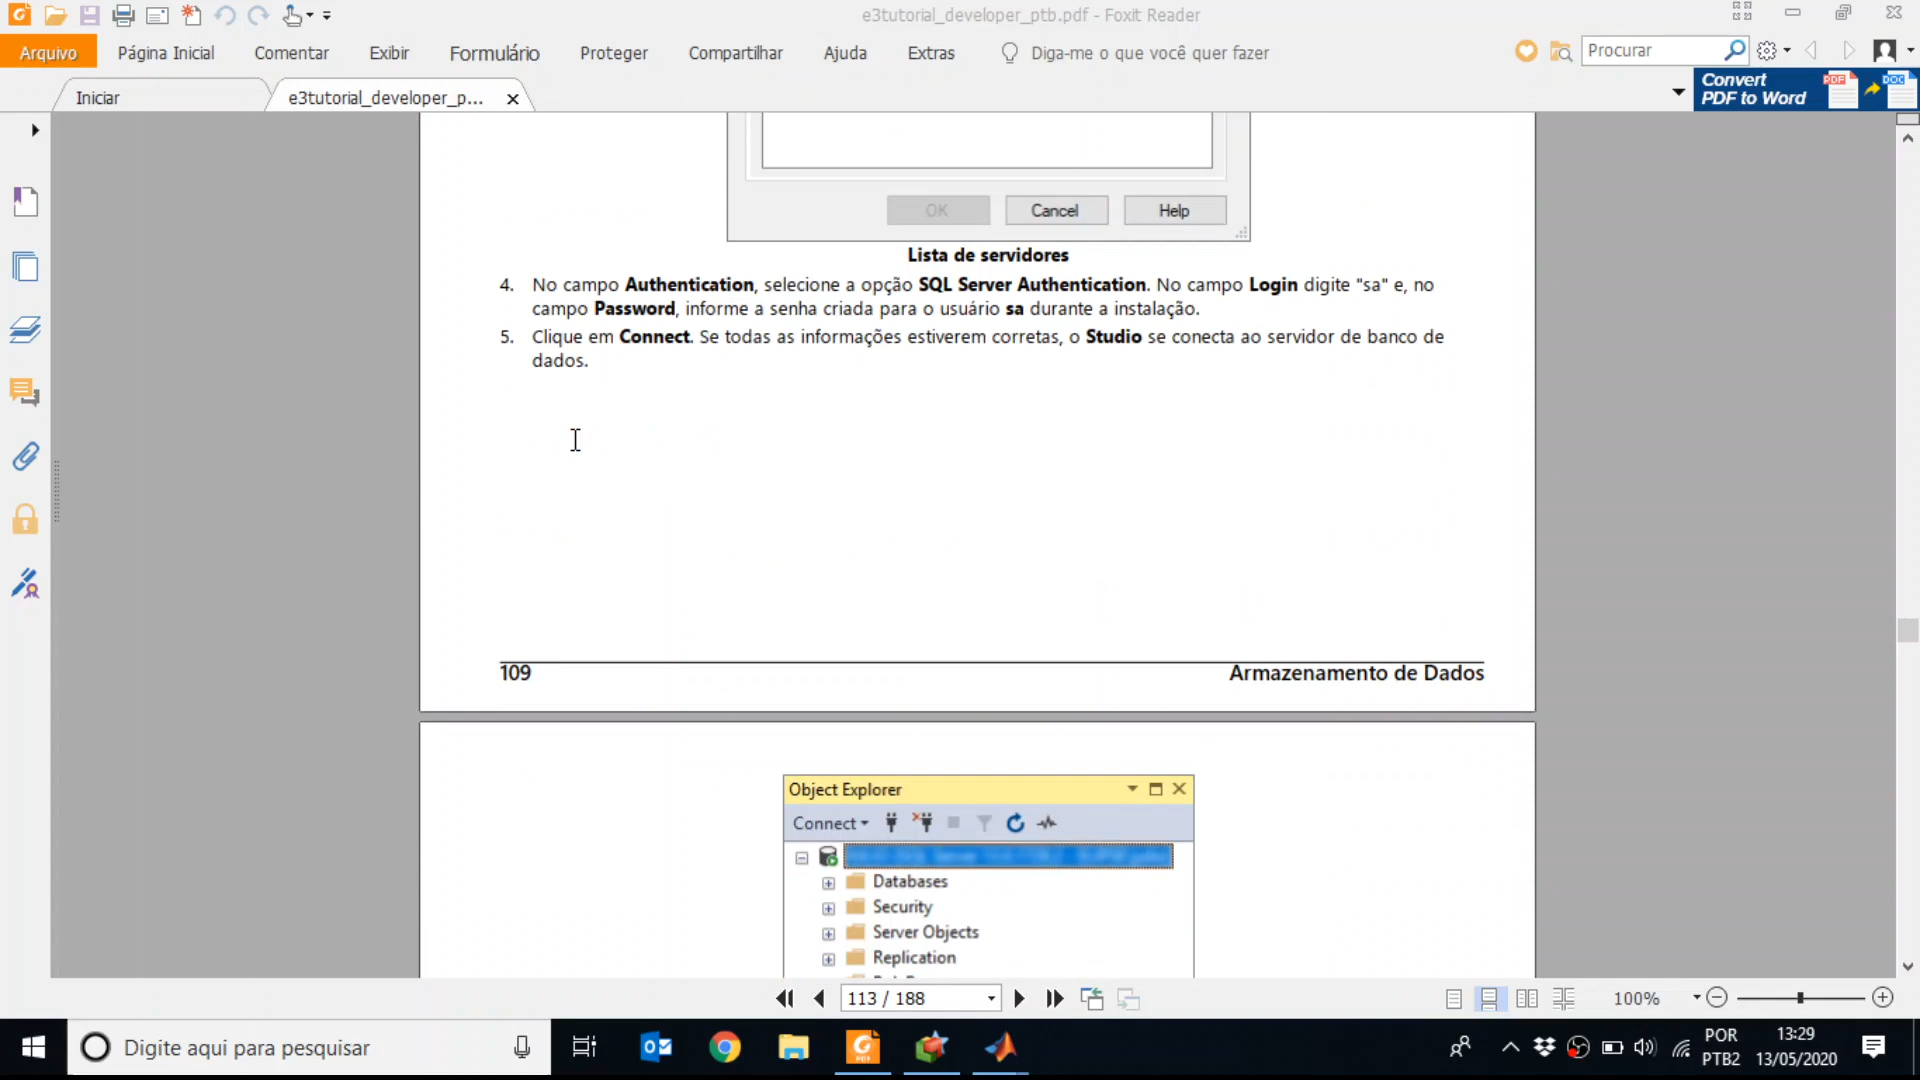 e3tutorial_developer_ptb.pdf - Foxit Reader
Arquivo Página Inicial Comentar Exibir Formulário Proteger Compartilhar Ajuda Extras Diga-me o que você quer fazer Procurar
Iniciar e3tutorial_developer_p...
Convert
PDF to Word
PDF DOC
OK Cancel Help
Lista de servidores
4. No campo Authentication, selecione a opção SQL Server Authentication. No campo Login digite "sa" e, no
campo Password, informe a senha criada para o usuário sa durante a instalação.
5. Clique em Connect. Se todas as informações estiverem corretas, o Studio se conecta ao servidor de banco de
dados.
109 Armazenamento de Dados
Object Explorer
Connect
Databases
Security
Server Objects
Replication
113 / 188
100%
Digite aqui para pesquisar
POR
PTB2
13:29
13/05/2020